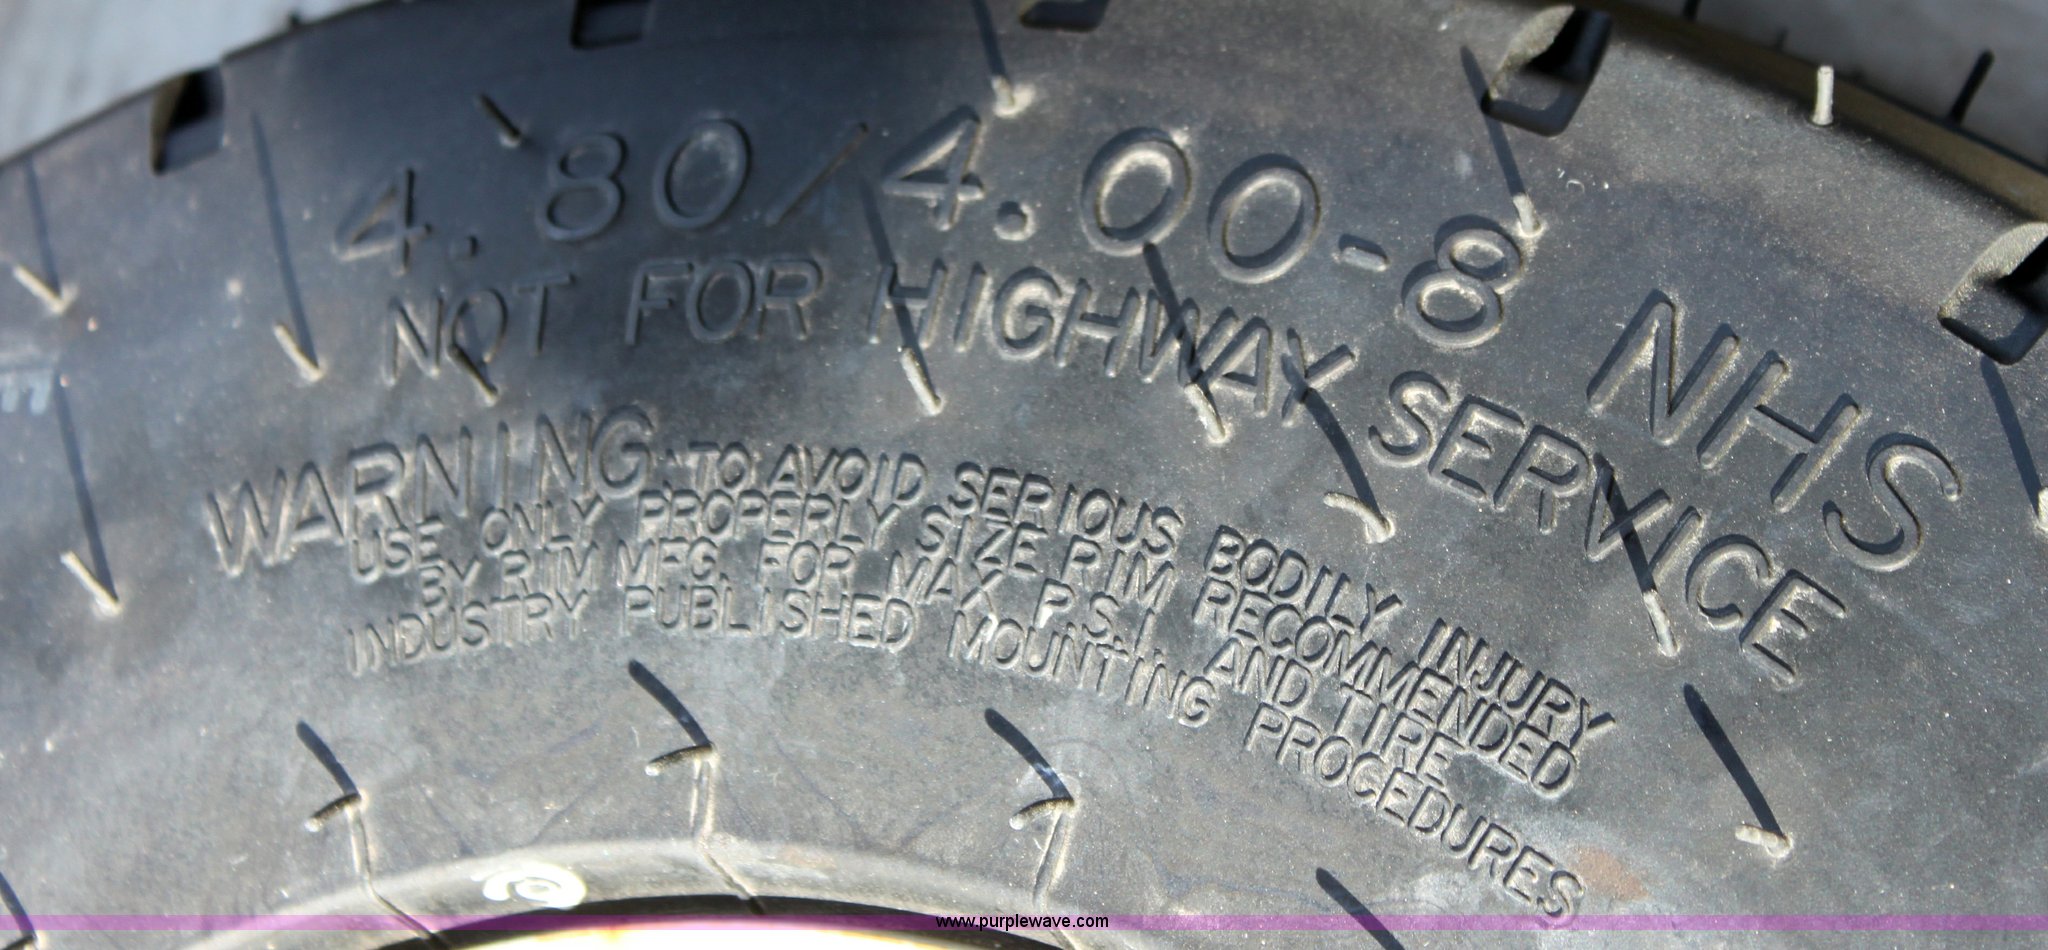 4.80/4.00-8 NHS
NOT FOR HIGHWAY SERVICE
WARNING: TO AVOID SERIOUS BODILY INJURY
USE ONLY PROPERLY SIZE RIM RECOMMENDED
BY RIM MFG. FOR MAX P.S.I. AND TIRE
INDUSTRY PUBLISHED MOUNTING PROCEDURES
www.purplewave.com